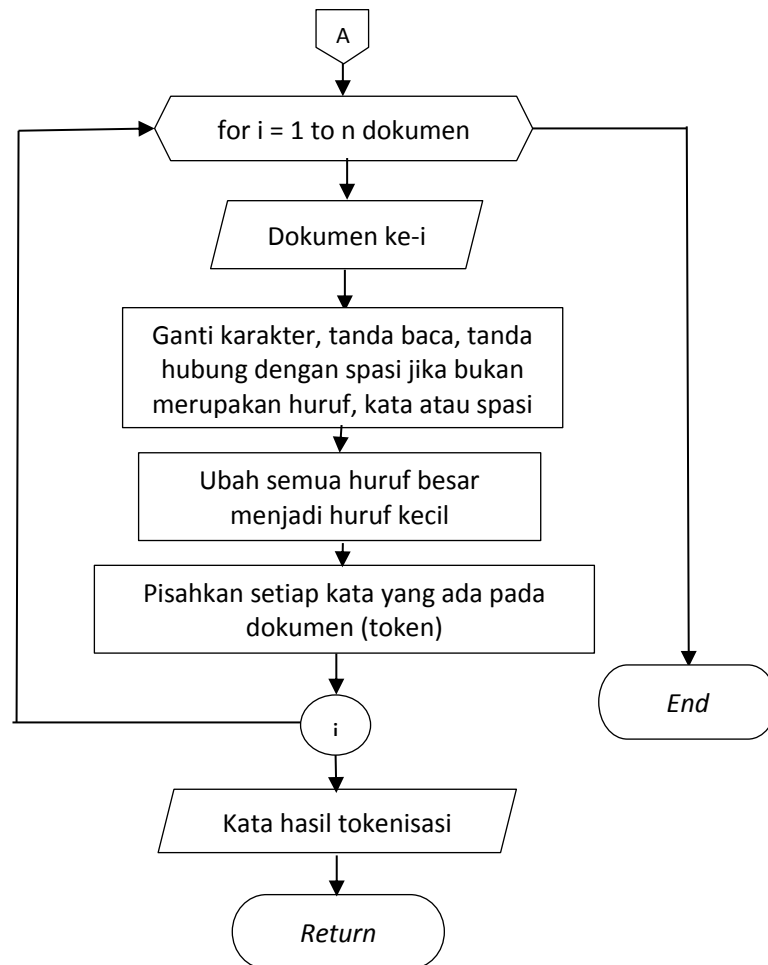 A
for i = 1 to n dokumen
Dokumen ke-i
Ganti karakter, tanda baca, tanda
hubung dengan spasi jika bukan
merupakan huruf, kata atau spasi
Ubah semua huruf besar
menjadi huruf kecil
Pisahkan setiap kata yang ada pada
dokumen (token)
End
i
Kata hasil tokenisasi
Return